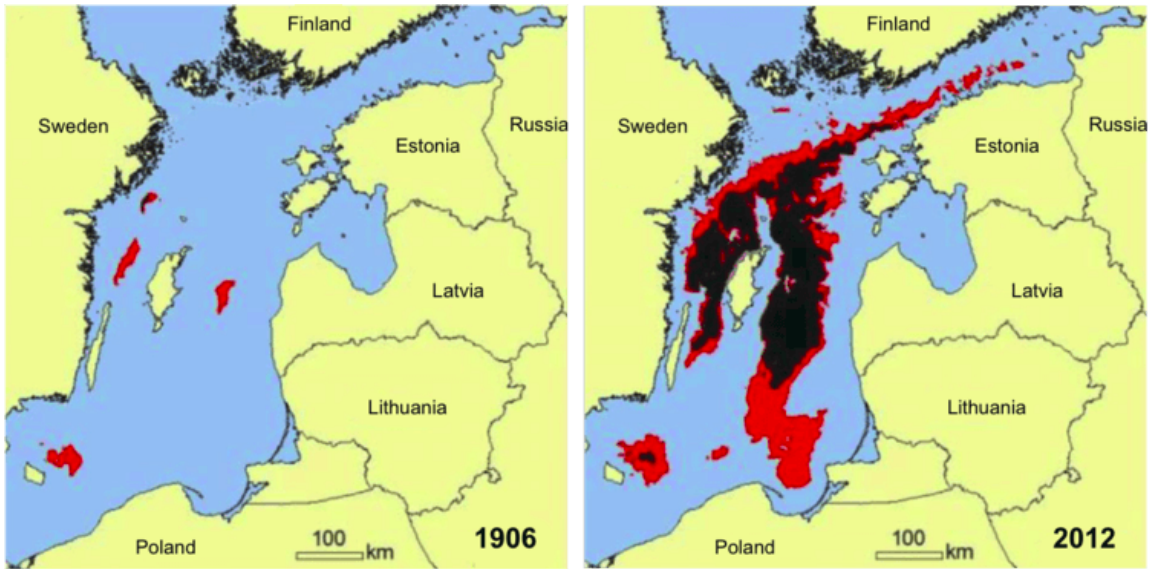 Finland
Sweden
Russia
Estonia
Latvia
Lithuania
Poland
100
km
1906
Finland
Sweden
Russia
Estonia
Latvia
Lithuania
Poland
100
km
2012